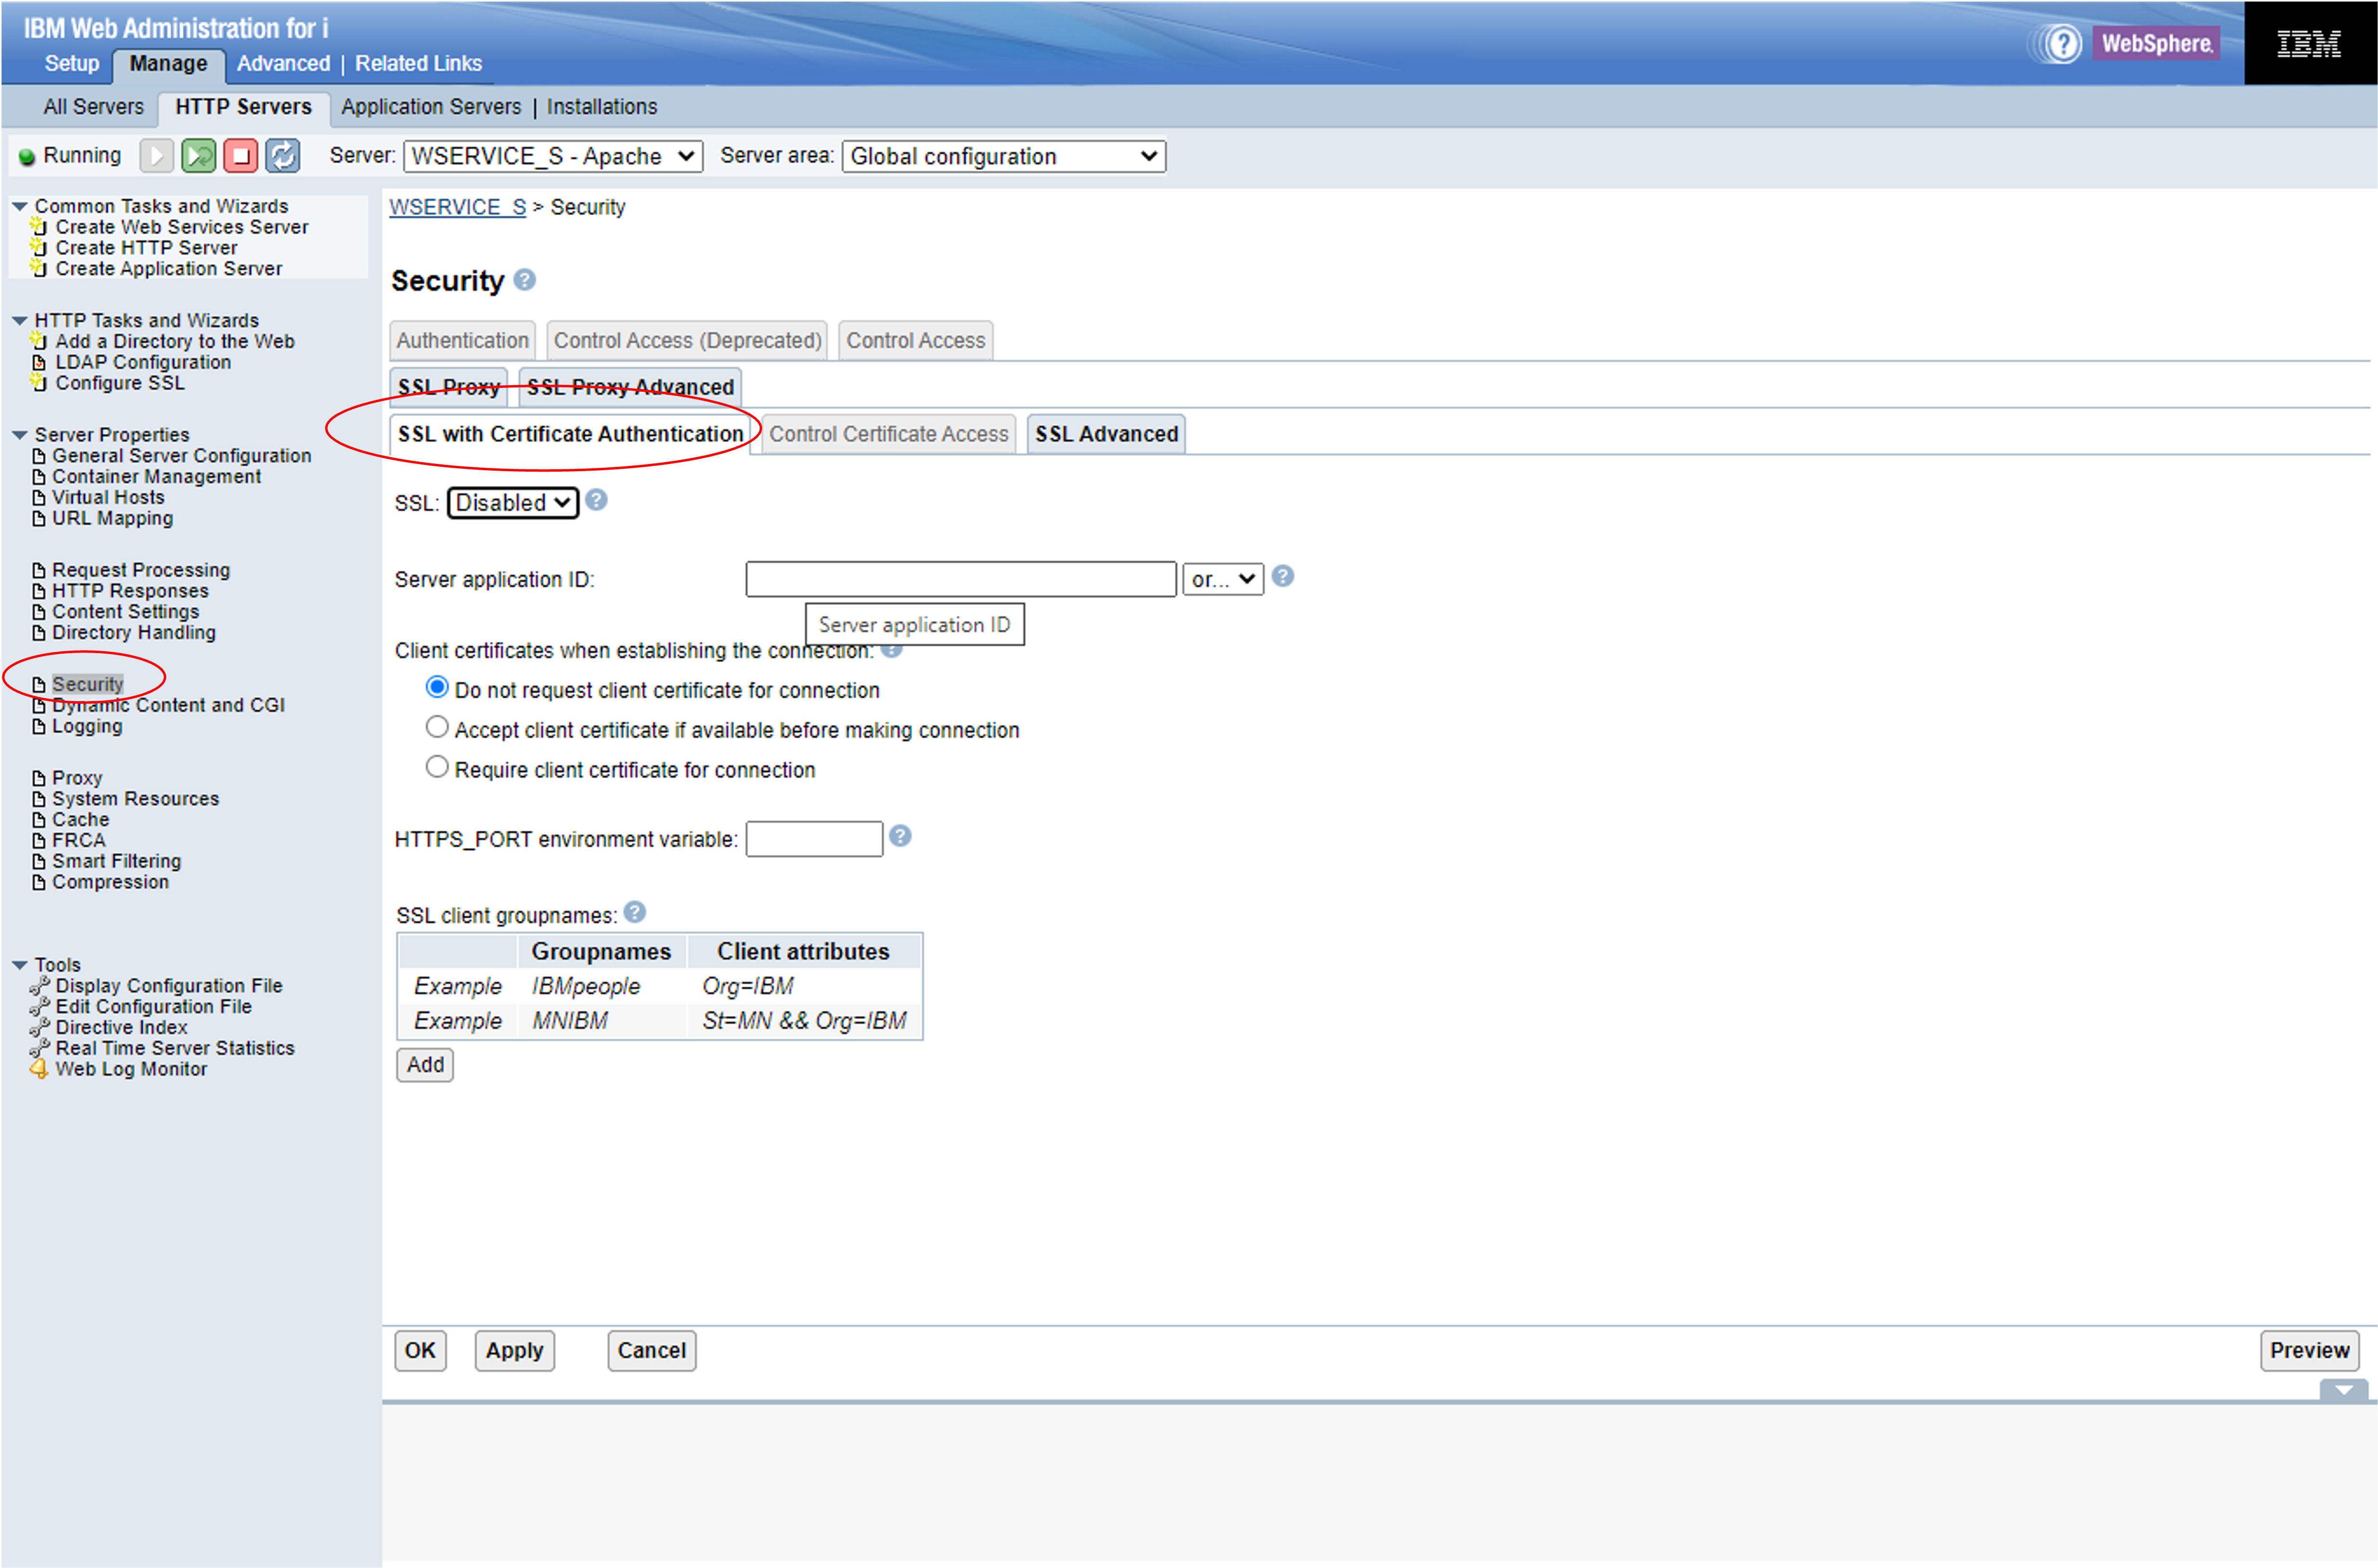 IBM Web Administration for i
WebSphere.
IBM
Setup Manage Advanced | Related Links
All Servers HTTP Servers Application Servers | Installations
Running Server: WSERVICE_S - Apache Server area: Global configuration
Common Tasks and Wizards
Create Web Services Server
Create HTTP Server
Create Application Server
HTTP Tasks and Wizards
Add a Directory to the Web
LDAP Configuration
Configure SSL
Server Properties
General Server Configuration
Container Management
Virtual Hosts
URL Mapping
Request Processing
HTTP Responses
Content Settings
Directory Handling
Security
Dynamic Content and CGI
Logging
Proxy
System Resources
Cache
FRCA
Smart Filtering
Compression
Tools
Display Configuration File
Edit Configuration File
Directive Index
Real Time Server Statistics
Web Log Monitor
WSERVICE_S > Security
Security ?
Authentication Control Access (Deprecated) Control Access
SSL Proxy SSL Proxy Advanced
SSL with Certificate Authentication Control Certificate Access SSL Advanced
SSL: Disabled ?
Server application ID: or... ?
Server application ID
Client certificates when establishing the connection: ?
Do not request client certificate for connection
Accept client certificate if available before making connection
Require client certificate for connection
HTTPS_PORT environment variable: ?
SSL client groupnames: ?
Groupnames Client attributes
Example IBMpeople Org=IBM
Example MNIBM St=MN && Org=IBM
Add
OK Apply Cancel Preview